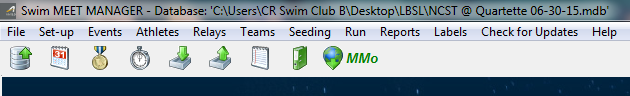 Swim MEET MANAGER - Database: 'C:\Users\CR Swim Club B\Desktop\LBSL\NCST @ Quartette 06-30-15.mdb'
File Set-up Events Athletes Relays Teams Seeding Run Reports Labels Check for Updates Help
31 MMo